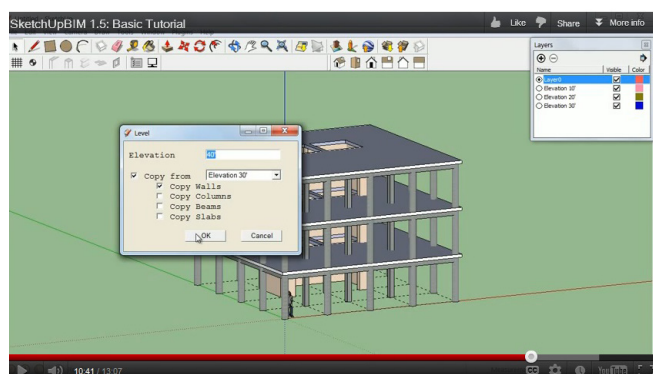 SketchUpBIM 1.5: Basic Tutorial
Like Share More info
Layers
Name Visible Color
Layer0
Elevation 10'
Elevation 20'
Elevation 30'
Level
Elevation 40'
Copy from Elevation 30'
Copy Walls
Copy Columns
Copy Beams
Copy Slabs
OK Cancel
10:41 / 13:07
CC YouTube